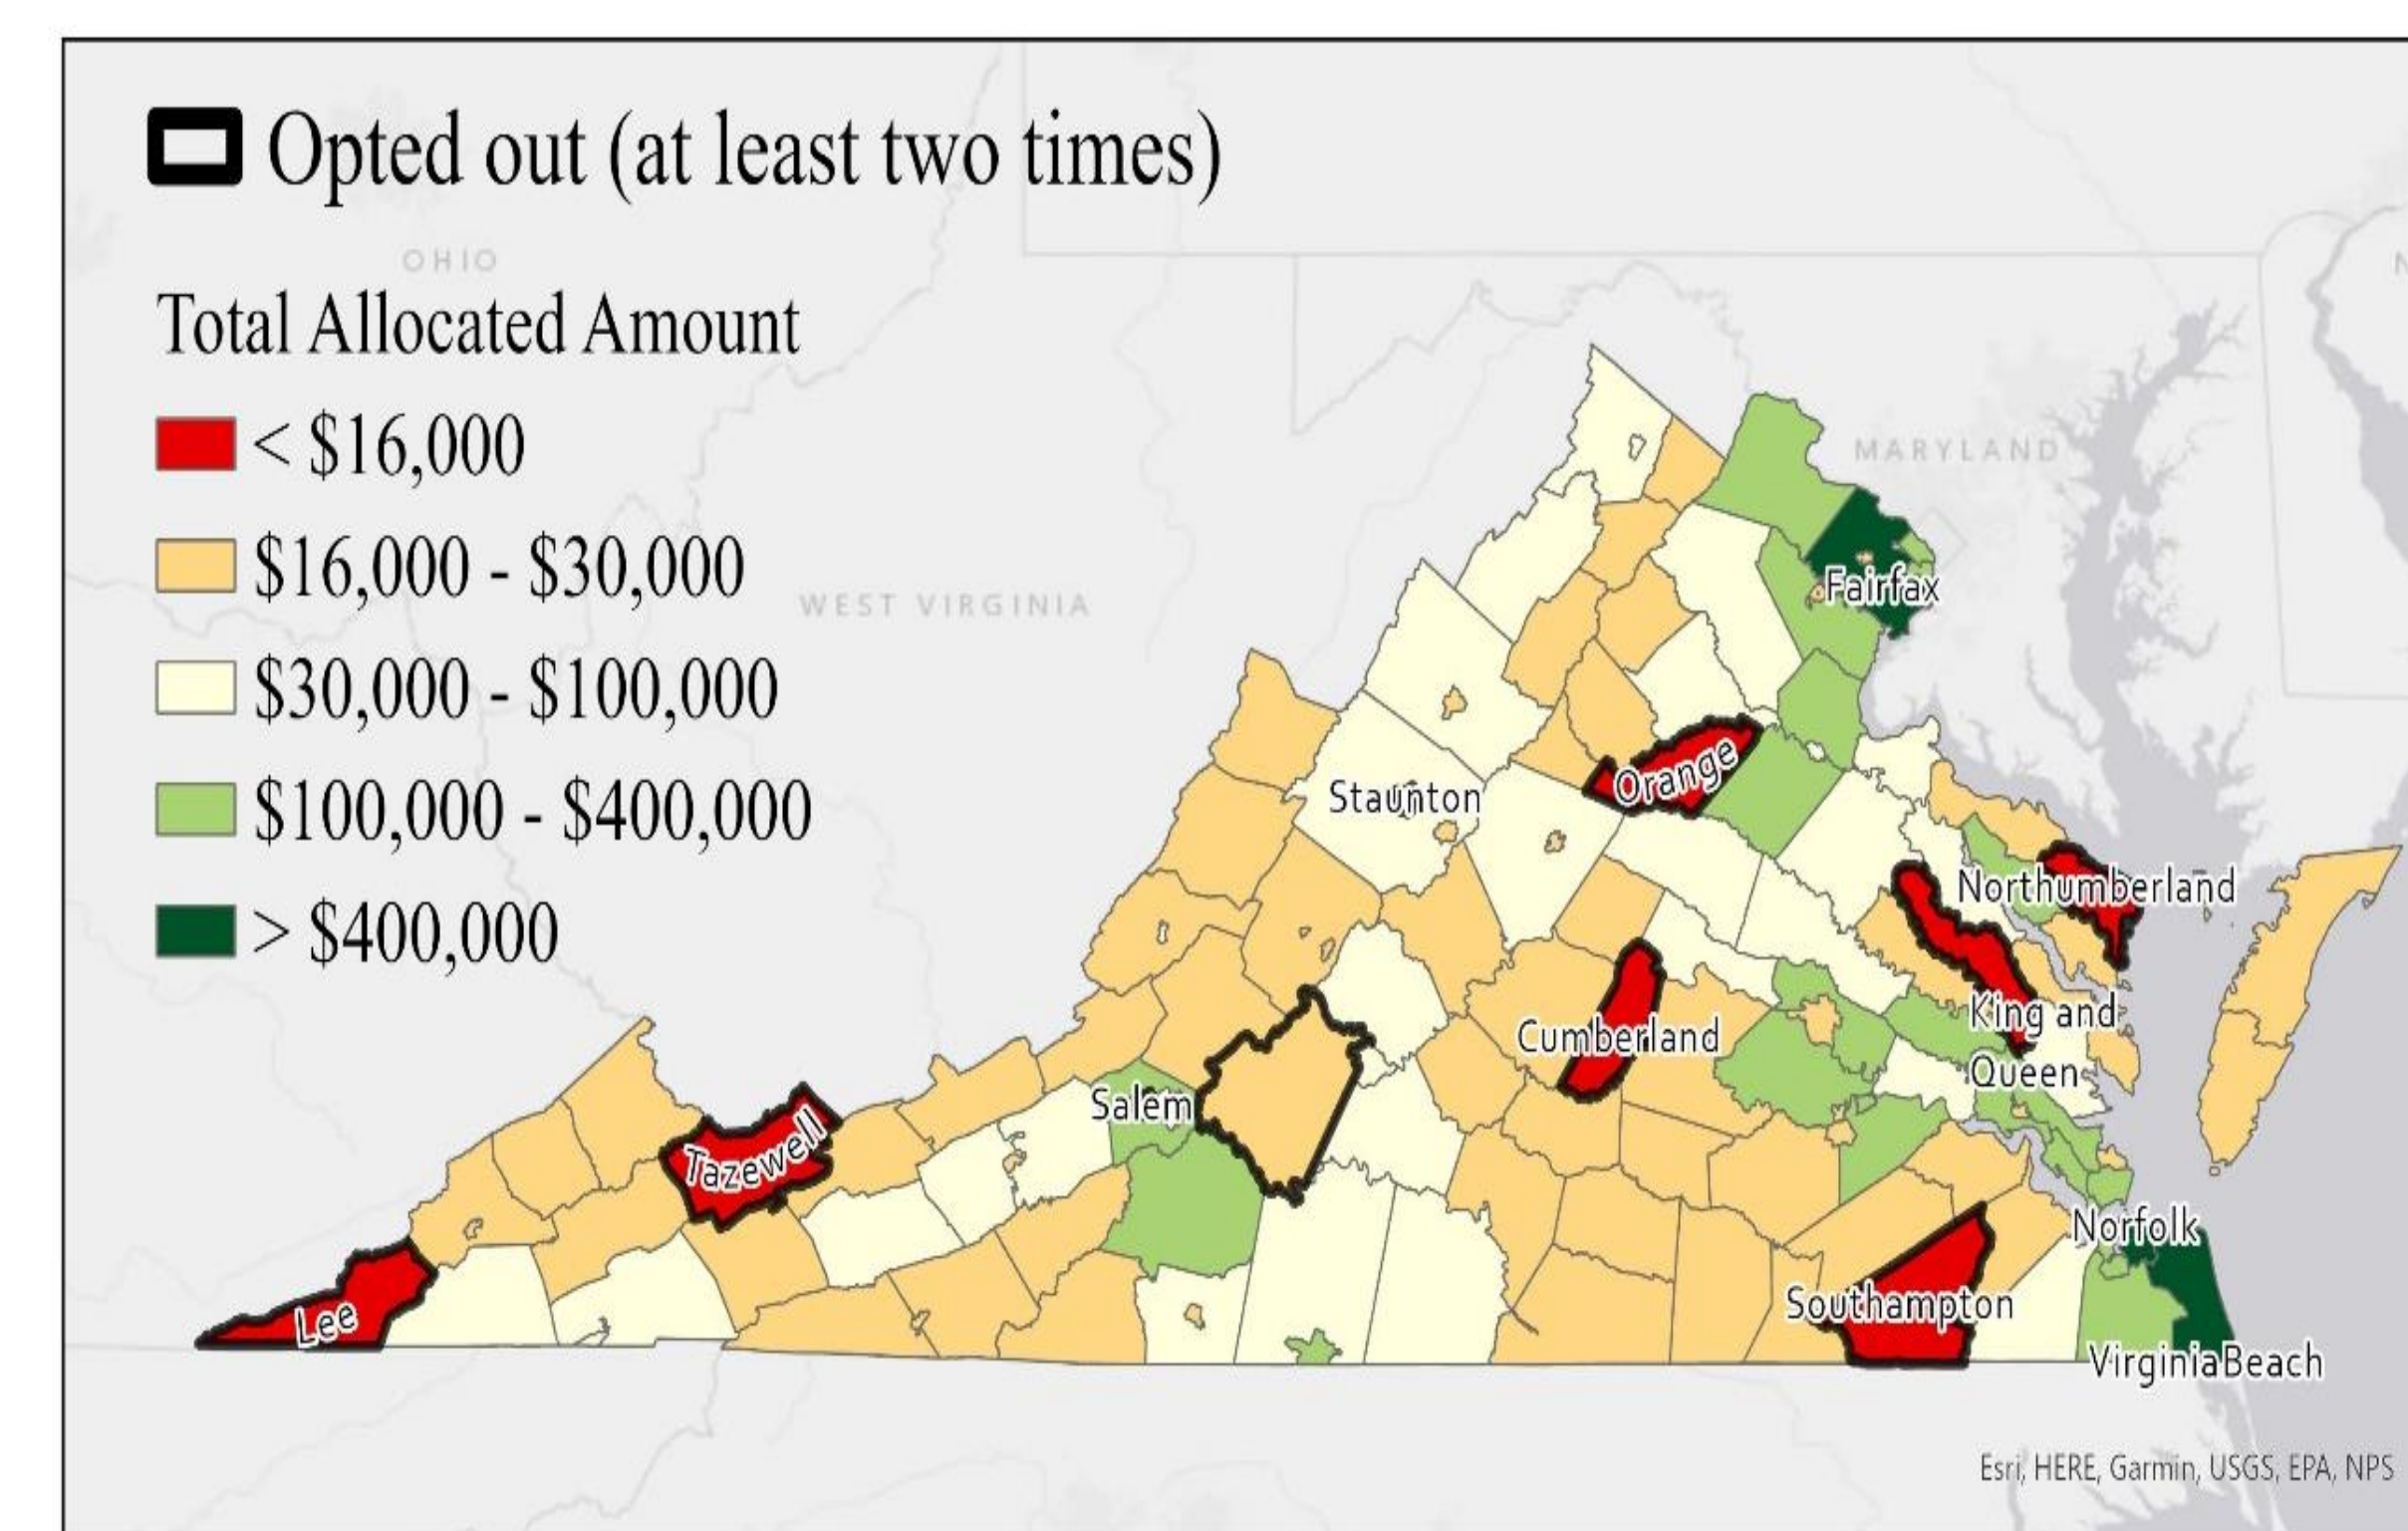 Opted out (at least two times)
OHIO
Total Allocated Amount
< $16,000
$16,000 - $30,000
$30,000 - $100,000
$100,000 - $400,000
> $400,000
WEST VIRGINIA
MARYLAND
Fairfax
Orange
Staunton
Northumberland
King and
Queen
Cumberland
Salem
Tazewell
Lee
Norfolk
Southampton
VirginiaBeach
Esri, HERE, Garmin, USGS, EPA, NPS